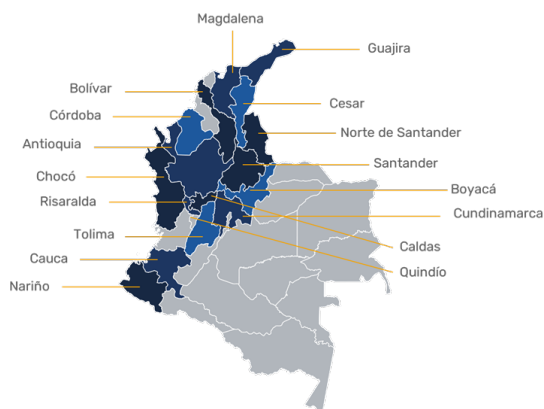 Magdalena
Guajira
Bolívar
Cesar
Córdoba
Norte de Santander
Antioquia
Santander
Chocó
Boyacá
Risaralda
Cundinamarca
Tolima
Caldas
Cauca
Quindío
Nariño